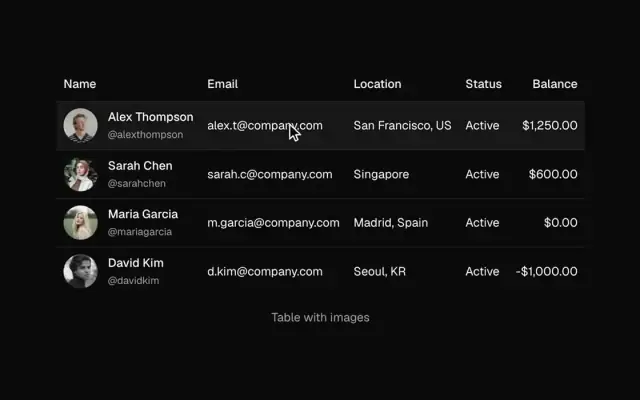 Name Email Location Status Balance
Alex Thompson
@alexthompson
alex.t@company.com San Francisco, US Active $1,250.00
Sarah Chen
@sarahchen
sarah.c@company.com Singapore Active $600.00
Maria Garcia
@mariagarcia
m.garcia@company.com Madrid, Spain Active $0.00
David Kim
@davidkim
d.kim@company.com Seoul, KR Active -$1,000.00
Table with images